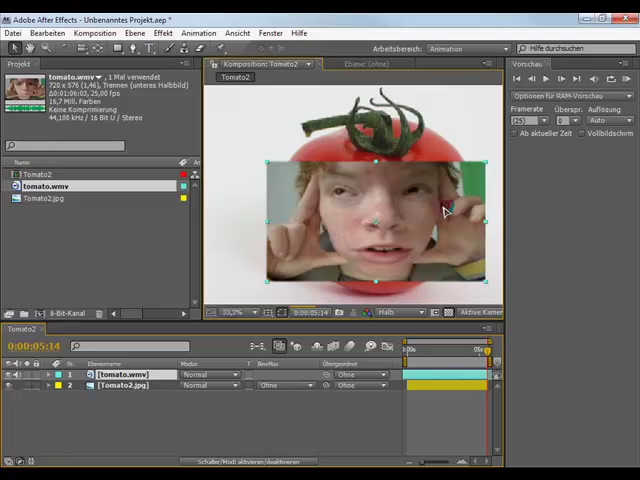 Adobe After Effects - Unbenanntes Projekt.aep *
Datei Bearbeiten Komposition Ebene Effekt Animation Ansicht Fenster Hilfe
Arbeitsbereich: Animation Hilfe durchsuchen
Projekt
tomato.wmv , 1 Mal verwendet
720 x 576 (1,46), Trennen (unteres Halbbild)
Δ0:01:06:03, 25,00 fps
16,7 Mill. Farben
Keine Komprimierung
44,100 kHz / 16 Bit U / Stereo
Name
Tomato2
tomato.wmv
Tomato2.jpg
8-Bit-Kanal
Komposition: Tomato2
Ebene: (ohne)
Tomato2
33,3%
0:00:05:14
Halb
Aktive Kamer
Vorschau
Optionen für RAM-Vorschau
Framerate Überspr. Auflösung
(25) 0 Auto
Ab aktueller Zeit Vollbildschirm
Tomato2
0:00:05:14
Nr. Ebenenname Modus T BewMas Übergeordnet
1 [tomato.wmv] Normal Ohne
2 [Tomato2.jpg] Normal Ohne Ohne
:00s 05s
Schalter/Modi aktivieren/deaktivieren